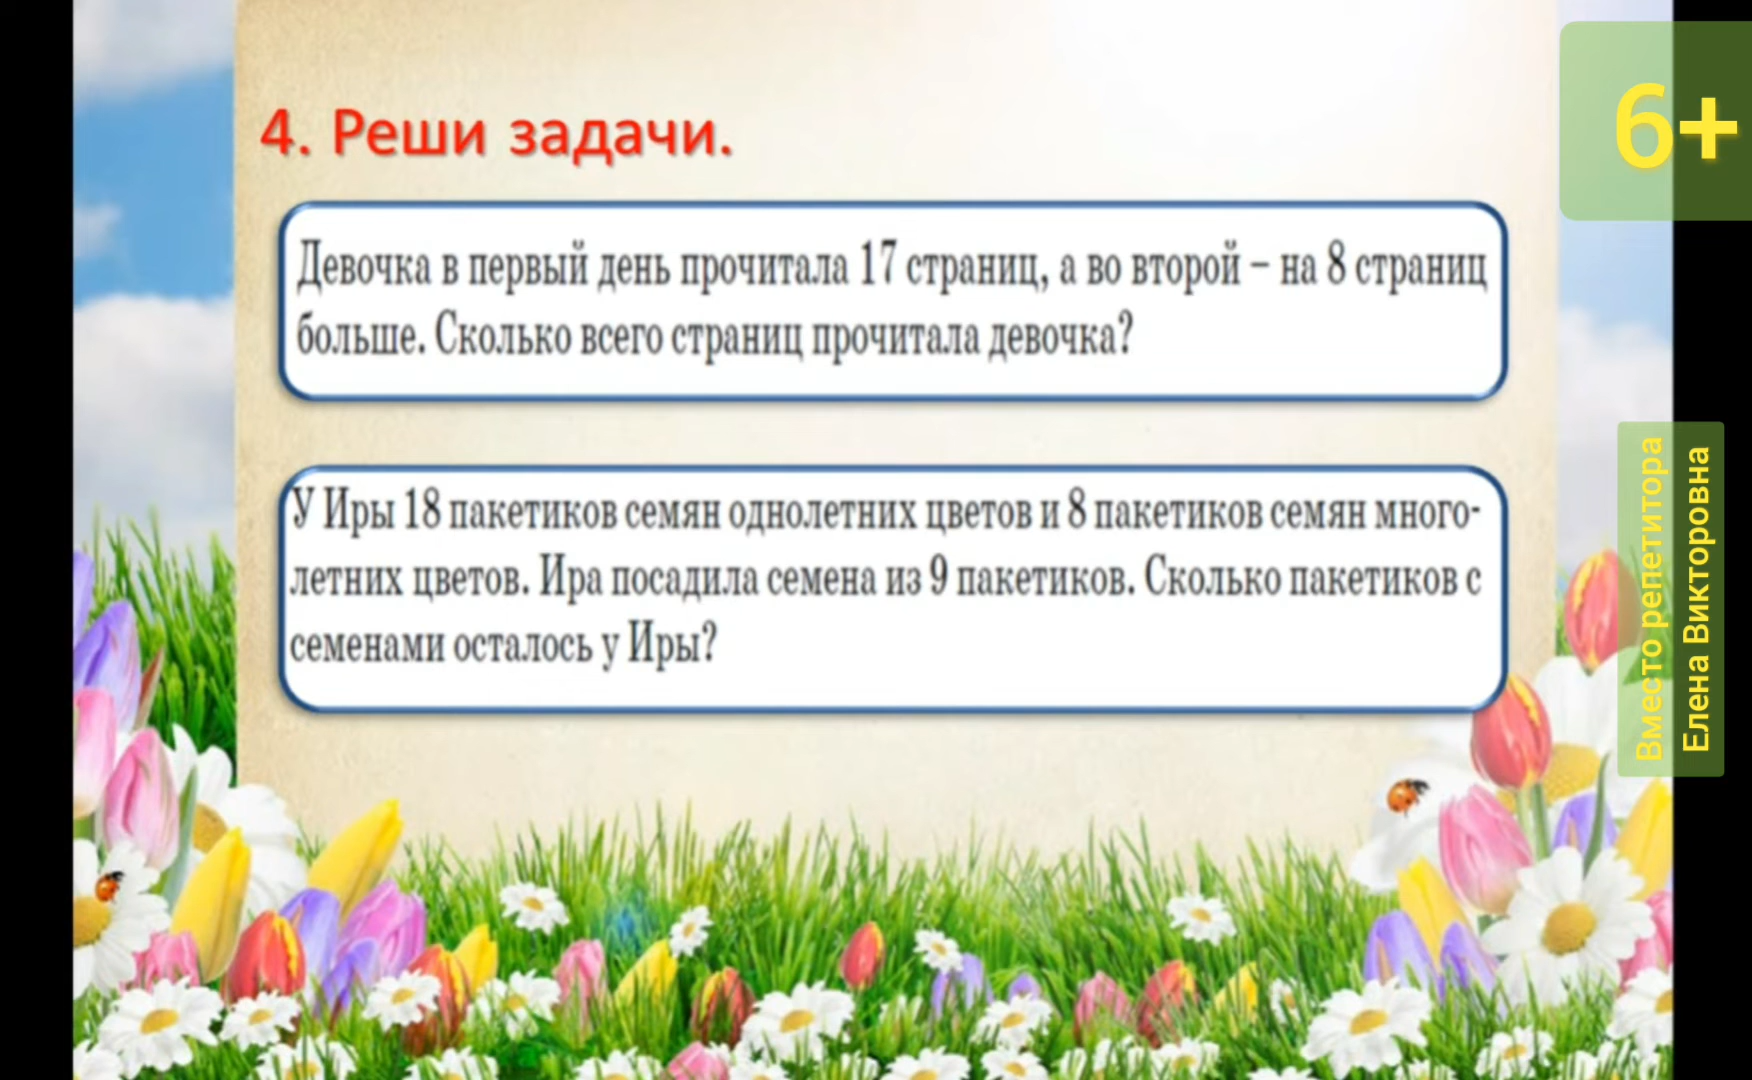 4. Реши задачи.
Девочка в первый день прочитала 17 страниц, а во второй – на 8 страниц
больше. Сколько всего страниц прочитала девочка?
У Иры 18 пакетиков семян однолетних цветов и 8 пакетиков семян много-
летних цветов. Ира посадила семена из 9 пакетиков. Сколько пакетиков с
семенами осталось у Иры?
6+
Вместо репетитора
Елена Викторовна